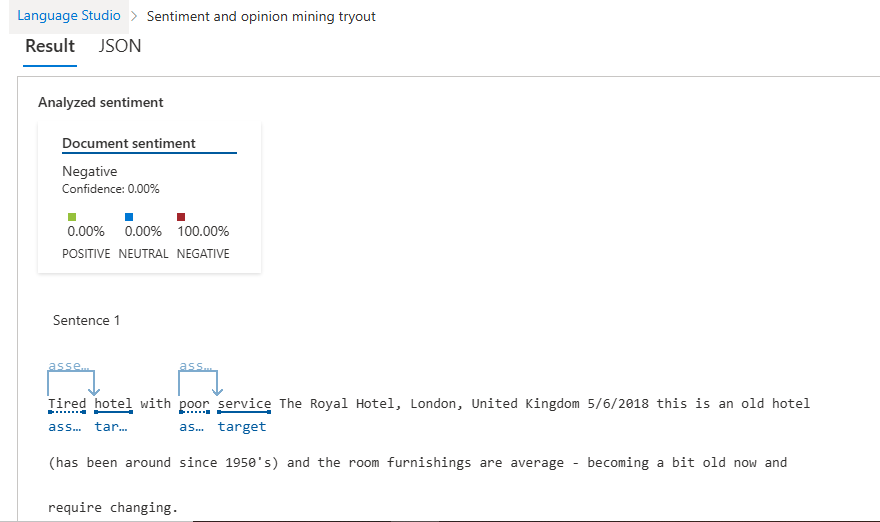 Language Studio > Sentiment and opinion mining tryout
Result JSON
Analyzed sentiment
Document sentiment
Negative
Confidence: 0.00%
0.00% 0.00% 100.00%
POSITIVE NEUTRAL NEGATIVE
Sentence 1
asse... ass...
Tired hotel with poor service The Royal Hotel, London, United Kingdom 5/6/2018 this is an old hotel
ass... tar... as... target
(has been around since 1950's) and the room furnishings are average - becoming a bit old now and
require changing.